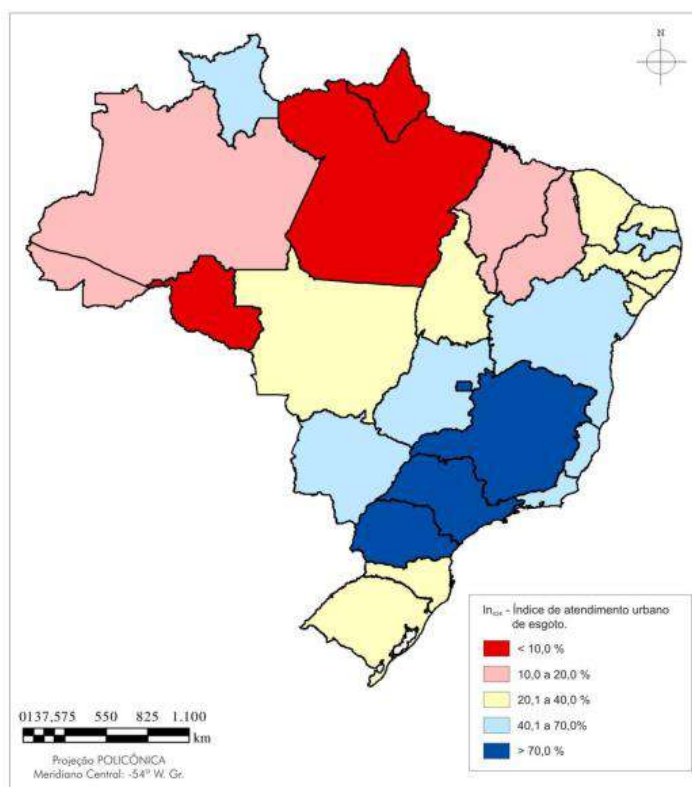 N
In₀₂₄ - Índice de atendimento urbano
de esgoto.
< 10,0 %
10,0 a 20,0 %
20,1 a 40,0 %
40,1 a 70,0%
> 70,0 %
0137,575 550 825 1.100
km
Projeção POLICÔNICA
Meridiano Central: -54º W. Gr.